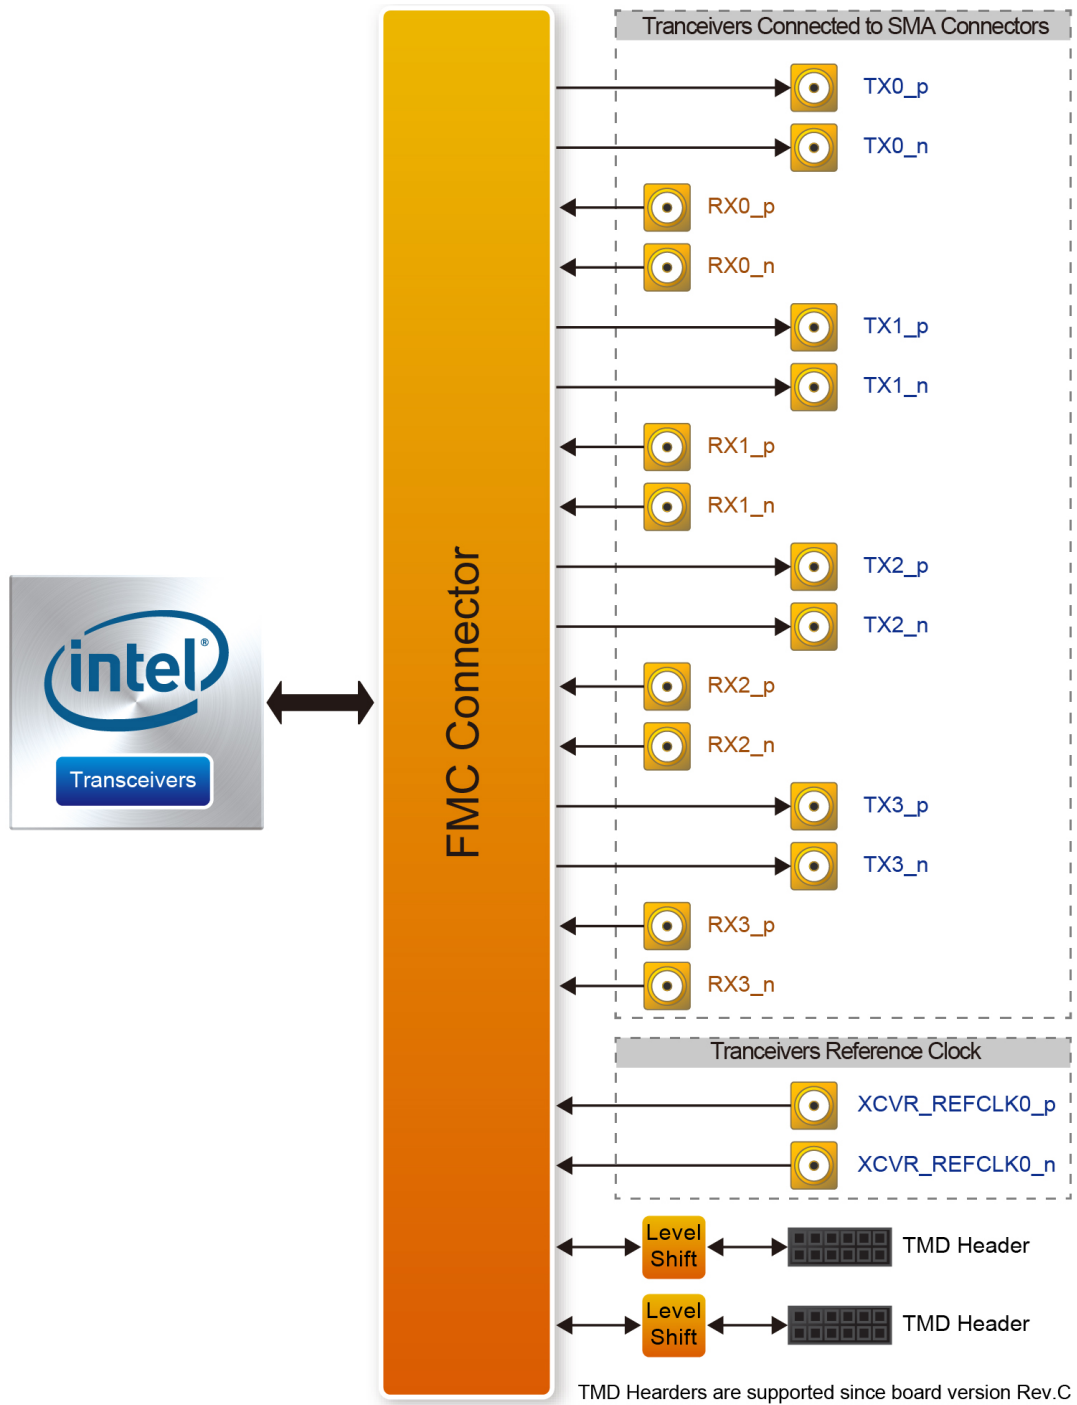 Tranceivers Connected to SMA Connectors
TX0_p
TX0_n
RX0_p
RX0_n
TX1_p
TX1_n
RX1_p
RX1_n
TX2_p
TX2_n
RX2_p
RX2_n
TX3_p
TX3_n
RX3_p
RX3_n
intel®
Transceivers
FMC Connector
Tranceivers Reference Clock
XCVR_REFCLK0_p
XCVR_REFCLK0_n
Level
Shift
TMD Header
Level
Shift
TMD Header
TMD Hearders are supported since board version Rev.C